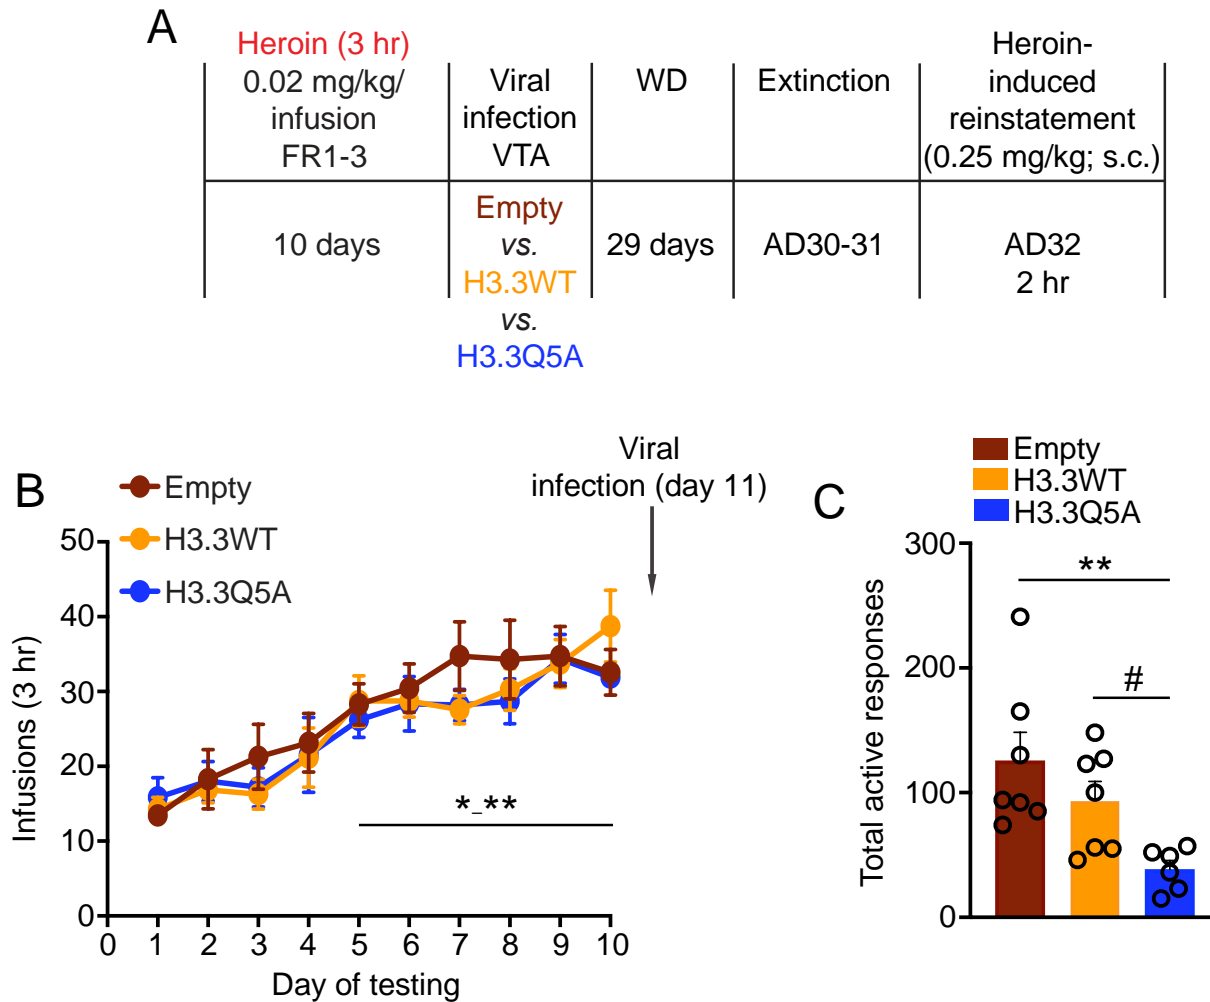 A
Heroin (3 hr)
0.02 mg/kg/
infusion
FR1-3
Viral
infection
VTA
WD
Extinction
Heroin-
induced
reinstatement
(0.25 mg/kg; s.c.)
10 days
Empty
vs.
H3.3WT
vs.
H3.3Q5A
29 days
AD30-31
AD32
2 hr
B
Empty
H3.3WT
H3.3Q5A
Viral
infection (day 11)
Infusions (3 hr)
50
40
30
20
10
0
*_**
0 1 2 3 4 5 6 7 8 9 10
Day of testing
C
Empty
H3.3WT
H3.3Q5A
Total active responses
300
200
100
0
**
#